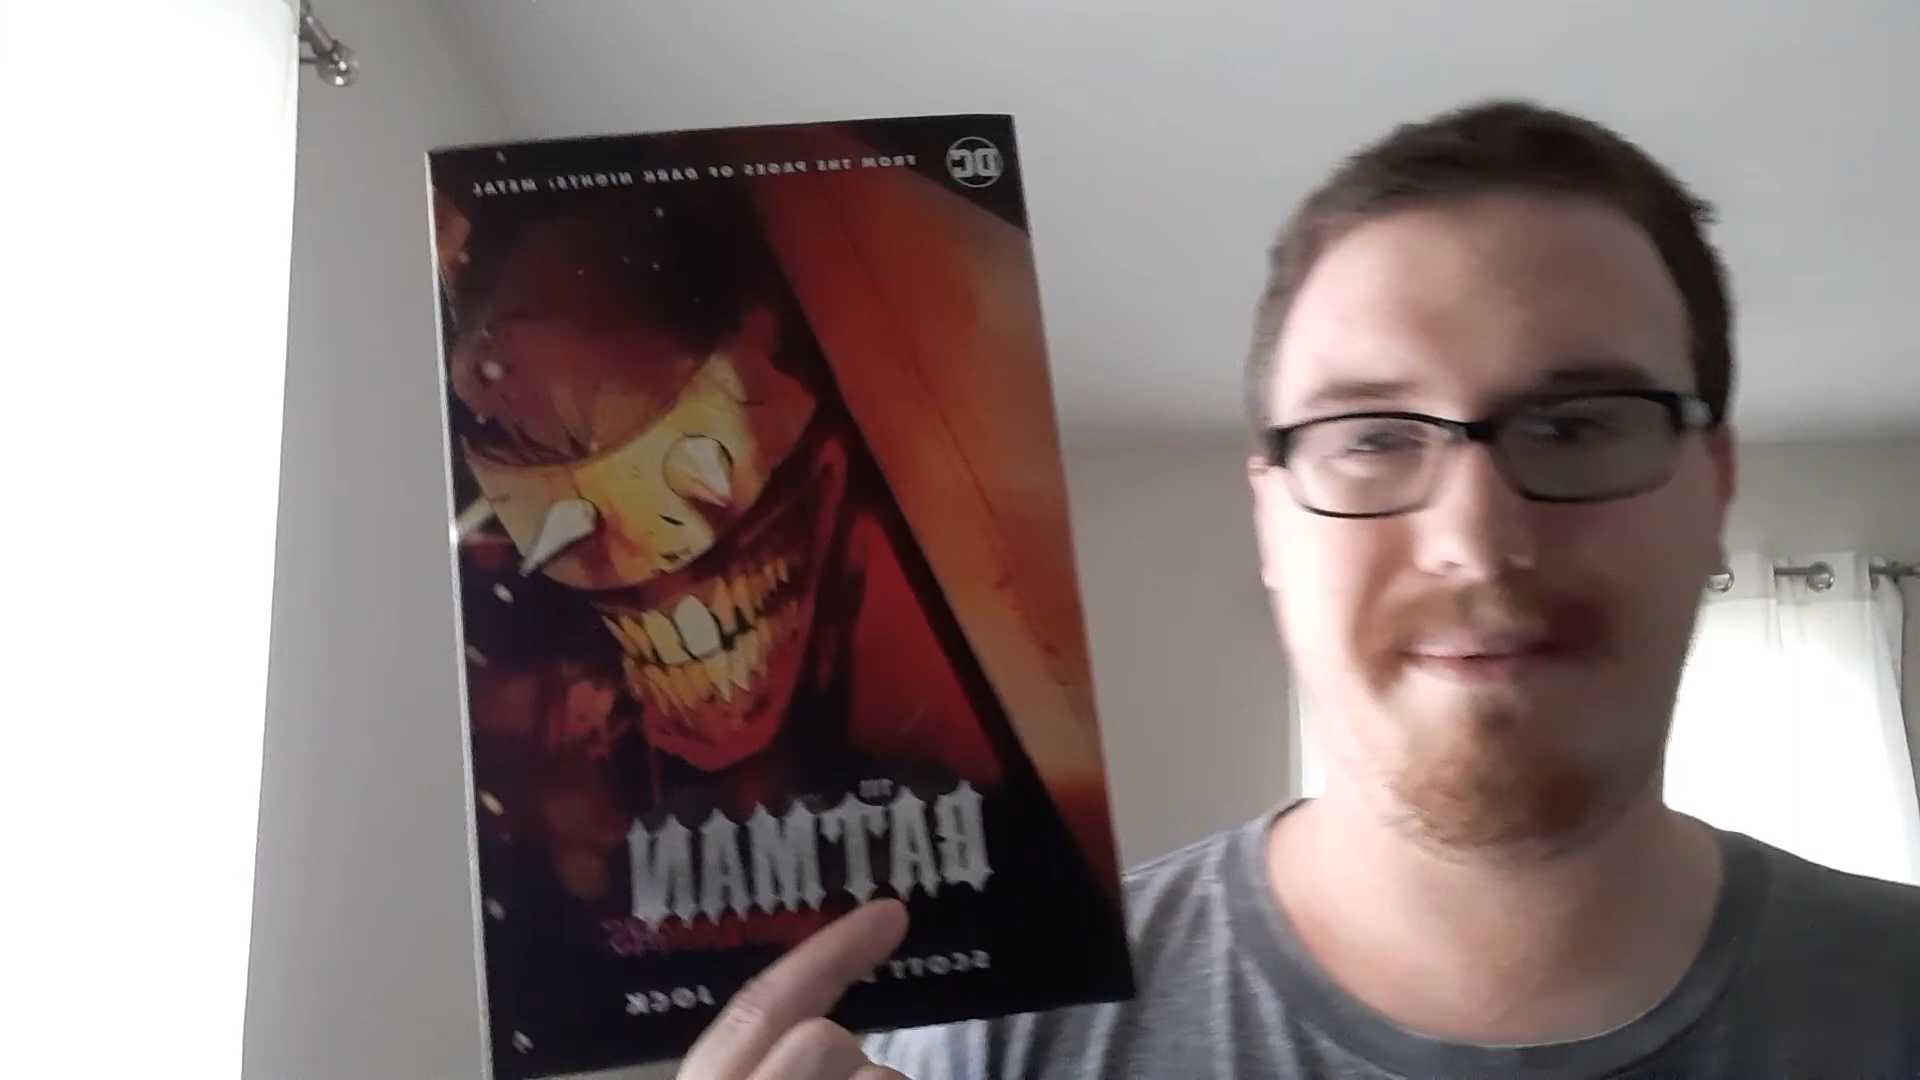 DC
FROM THE PAGES OF DARK NIGHTS: METAL
THE
BATMAN
SCOTT
JOCK